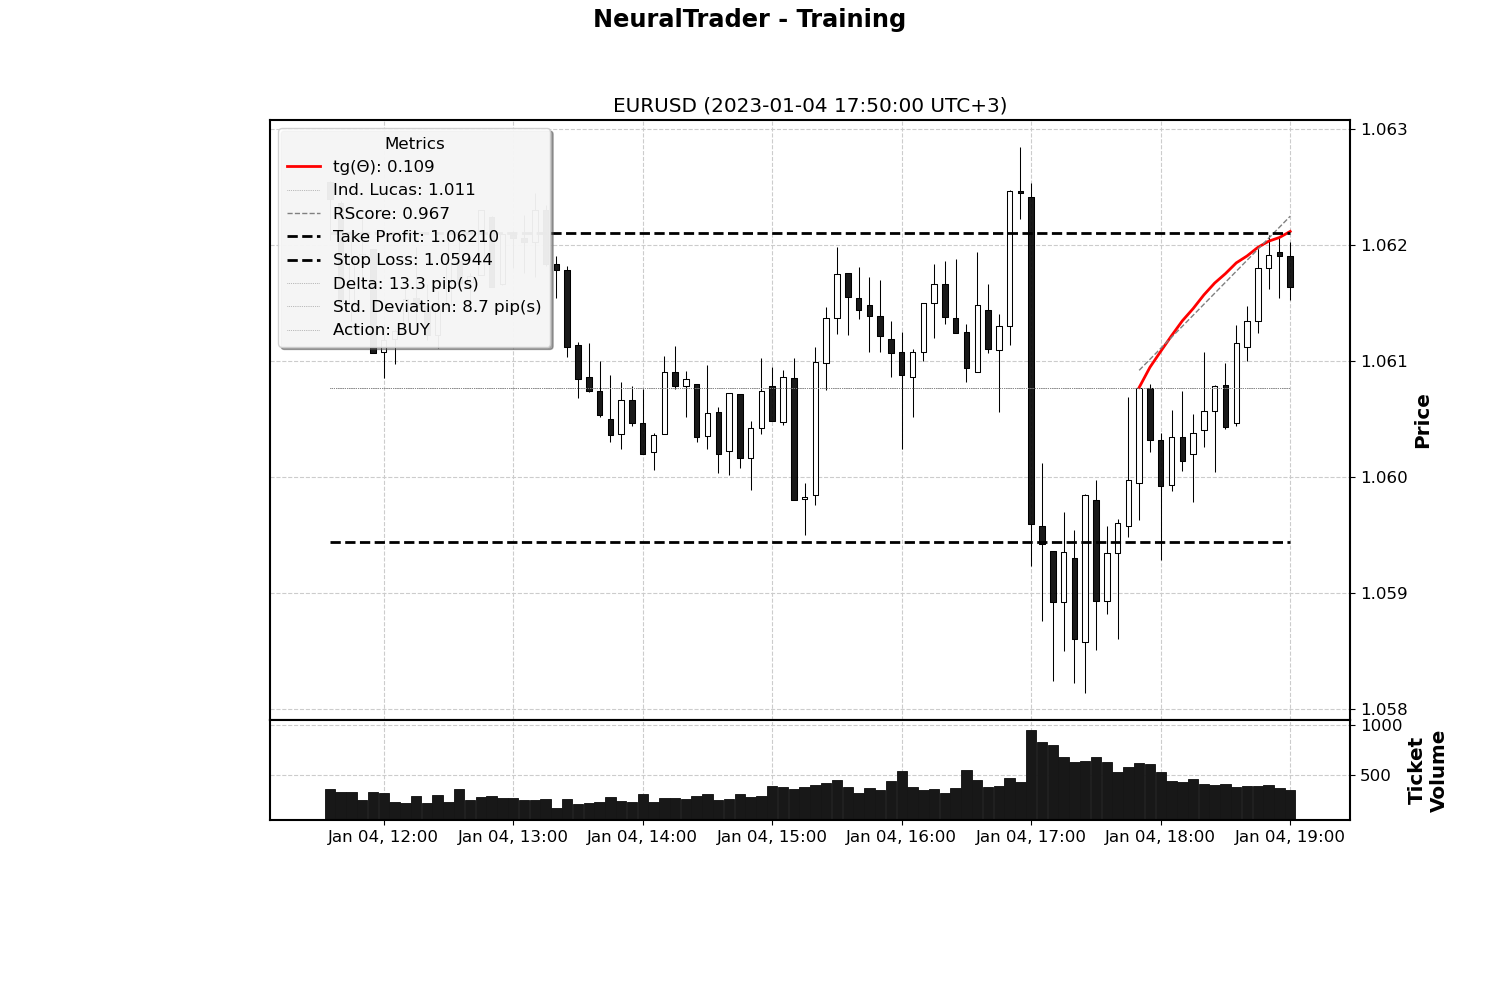 NeuralTrader - Training
EURUSD (2023-01-04 17:50:00 UTC+3)
Metrics
tg(Θ): 0.109
Ind. Lucas: 1.011
RScore: 0.967
Take Profit: 1.06210
Stop Loss: 1.05944
Delta: 13.3 pip(s)
Std. Deviation: 8.7 pip(s)
Action: BUY
1.063
1.062
1.061
1.060
1.059
1.058
Price
1000
500
Ticket
Volume
Jan 04, 12:00
Jan 04, 13:00
Jan 04, 14:00
Jan 04, 15:00
Jan 04, 16:00
Jan 04, 17:00
Jan 04, 18:00
Jan 04, 19:00